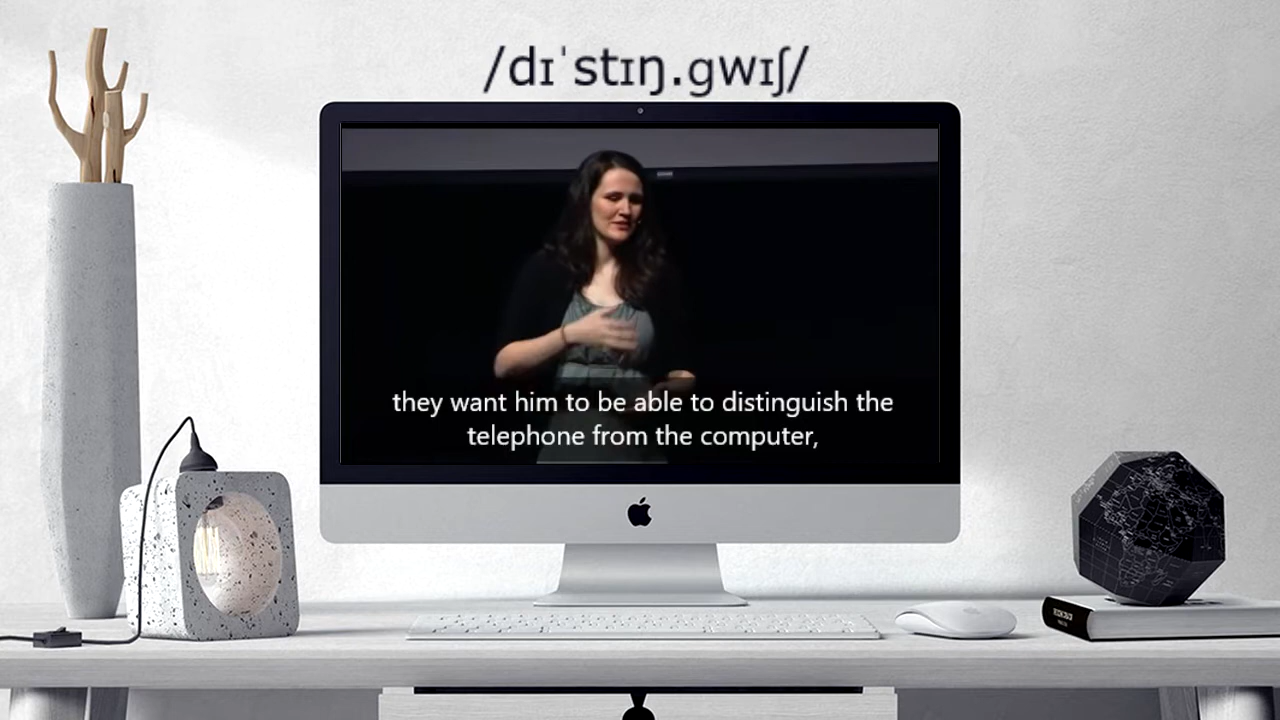 /dɪˈstɪŋ.ɡwɪʃ/
they want him to be able to distinguish the
telephone from the computer,